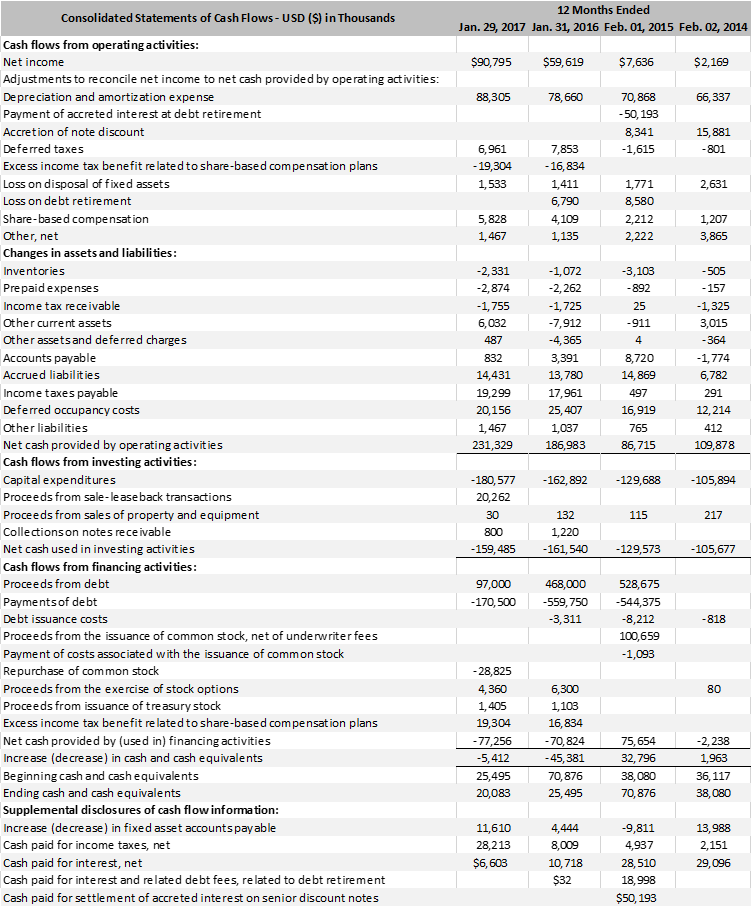 Consolidated Statements of Cash Flows - USD ($) in Thousands 12 Months Ended
Jan. 29, 2017 Jan. 31, 2016 Feb. 01, 2015 Feb. 02, 2014
Cash flows from operating activities:
Net income $90,795 $59,619 $7,636 $2,169
Adjustments to reconcile net income to net cash provided by operating activities:
Depreciation and amortization expense 88,305 78,660 70,868 66,337
Payment of accreted interest at debt retirement -50,193
Accretion of note discount 8,341 15,881
Deferred taxes 6,961 7,853 -1,615 -801
Excess income tax benefit related to share-based compensation plans -19,304 -16,834
Loss on disposal of fixed assets 1,533 1,411 1,771 2,631
Loss on debt retirement 6,790 8,580
Share-based compensation 5,828 4,109 2,212 1,207
Other, net 1,467 1,135 2,222 3,865
Changes in assets and liabilities:
Inventories -2,331 -1,072 -3,103 -505
Prepaid expenses -2,874 -2,262 -892 -157
Income tax receivable -1,755 -1,725 25 -1,325
Other current assets 6,032 -7,912 -911 3,015
Other assets and deferred charges 487 -4,365 4 -364
Accounts payable 832 3,391 8,720 -1,774
Accrued liabilities 14,431 13,780 14,869 6,782
Income taxes payable 19,299 17,961 497 291
Deferred occupancy costs 20,156 25,407 16,919 12,214
Other liabilities 1,467 1,037 765 412
Net cash provided by operating activities 231,329 186,983 86,715 109,878
Cash flows from investing activities:
Capital expenditures -180,577 -162,892 -129,688 -105,894
Proceeds from sale-leaseback transactions 20,262
Proceeds from sales of property and equipment 30 132 115 217
Collections on notes receivable 800 1,220
Net cash used in investing activities -159,485 -161,540 -129,573 -105,677
Cash flows from financing activities:
Proceeds from debt 97,000 468,000 528,675
Payments of debt -170,500 -559,750 -544,375
Debt issuance costs -3,311 -8,212 -818
Proceeds from the issuance of common stock, net of underwriter fees 100,659
Payment of costs associated with the issuance of common stock -1,093
Repurchase of common stock -28,825
Proceeds from the exercise of stock options 4,360 6,300 80
Proceeds from issuance of treasury stock 1,405 1,103
Excess income tax benefit related to share-based compensation plans 19,304 16,834
Net cash provided by (used in) financing activities -77,256 -70,824 75,654 -2,238
Increase (decrease) in cash and cash equivalents -5,412 -45,381 32,796 1,963
Beginning cash and cash equivalents 25,495 70,876 38,080 36,117
Ending cash and cash equivalents 20,083 25,495 70,876 38,080
Supplemental disclosures of cash flow information:
Increase (decrease) in fixed asset accounts payable 11,610 4,444 -9,811 13,988
Cash paid for income taxes, net 28,213 8,009 4,937 2,151
Cash paid for interest, net $6,603 10,718 28,510 29,096
Cash paid for interest and related debt fees, related to debt retirement $32 18,998
Cash paid for settlement of accreted interest on senior discount notes $50,193